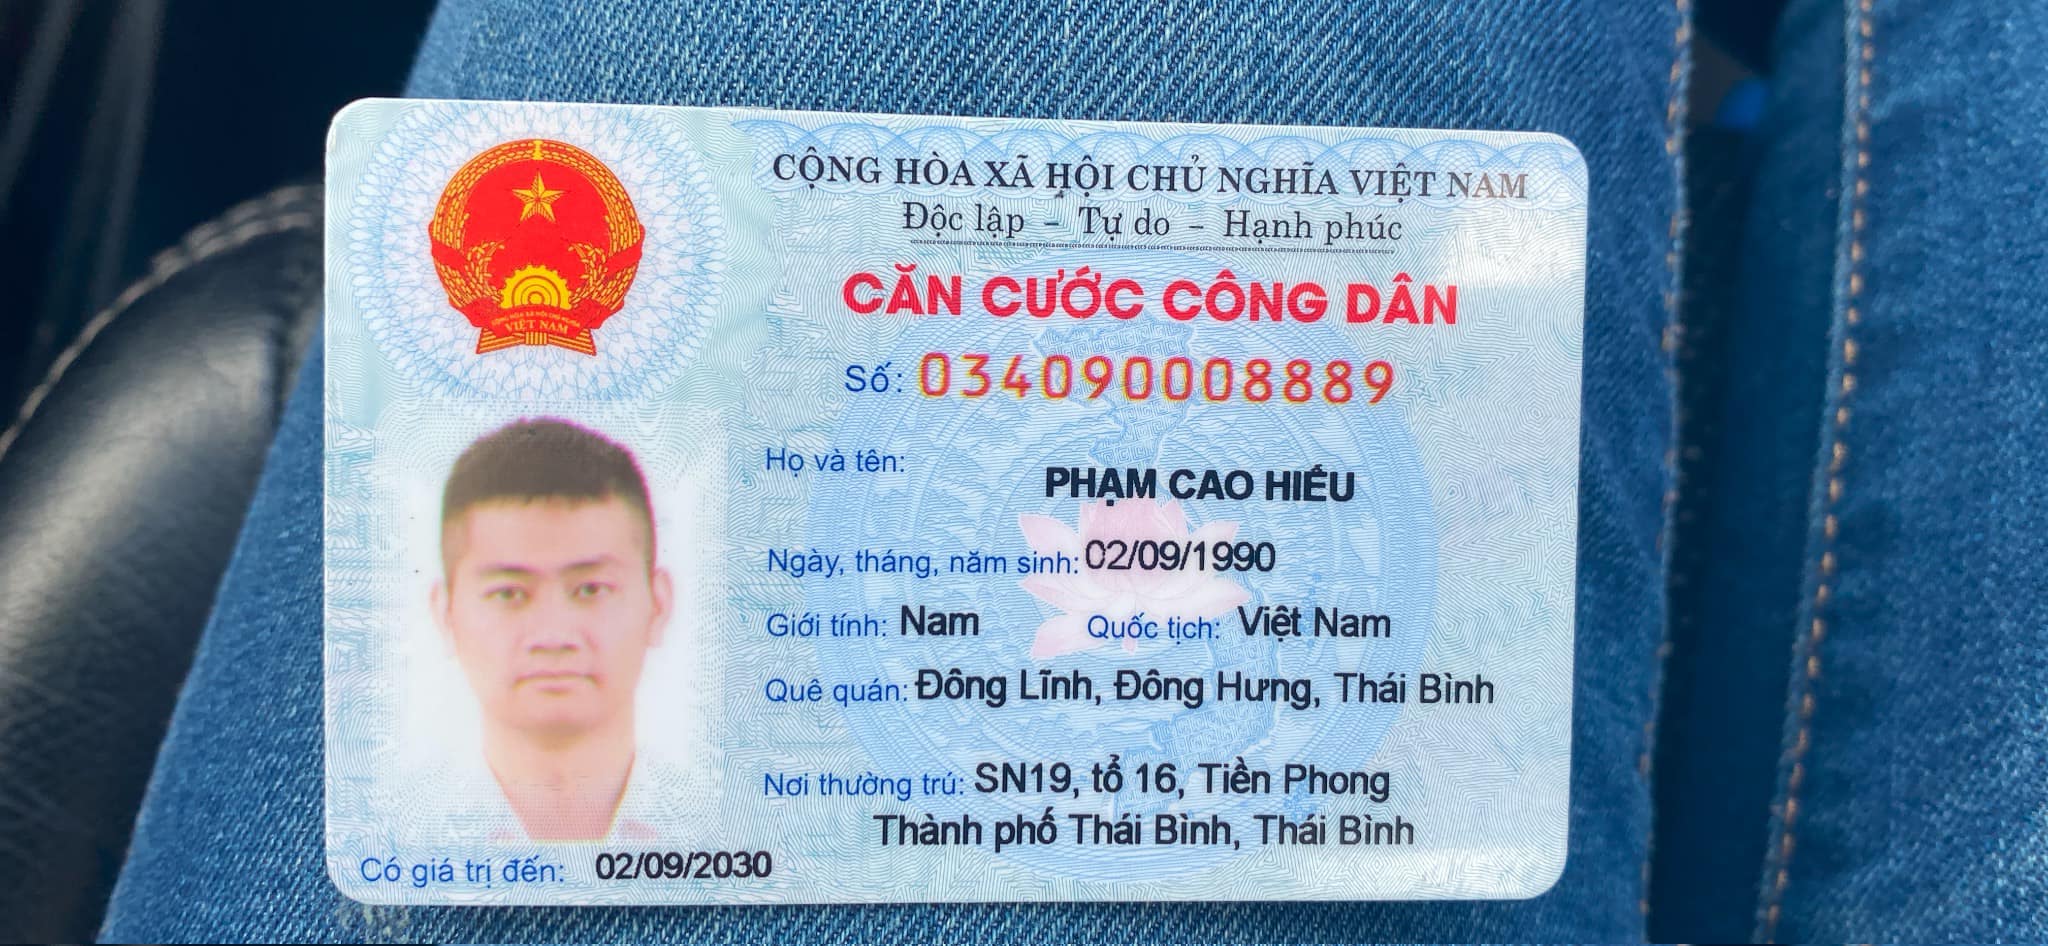 CỘNG HÒA XÃ HỘI CHỦ NGHĨA VIỆT NAM
Độc lập - Tự do - Hạnh phúc
CĂN CƯỚC CÔNG DÂN
Số: 034090008889
Họ và tên: PHẠM CAO HIẾU
Ngày, tháng, năm sinh: 02/09/1990
Giới tính: Nam Quốc tịch: Việt Nam
Quê quán: Đông Lĩnh, Đông Hưng, Thái Bình
Nơi thường trú: SN19, tổ 16, Tiền Phong
Thành phố Thái Bình, Thái Bình
Có giá trị đến: 02/09/2030
CỘNG HÒA XÃ HỘI CHỦ NGHĨA
VIỆT NAM